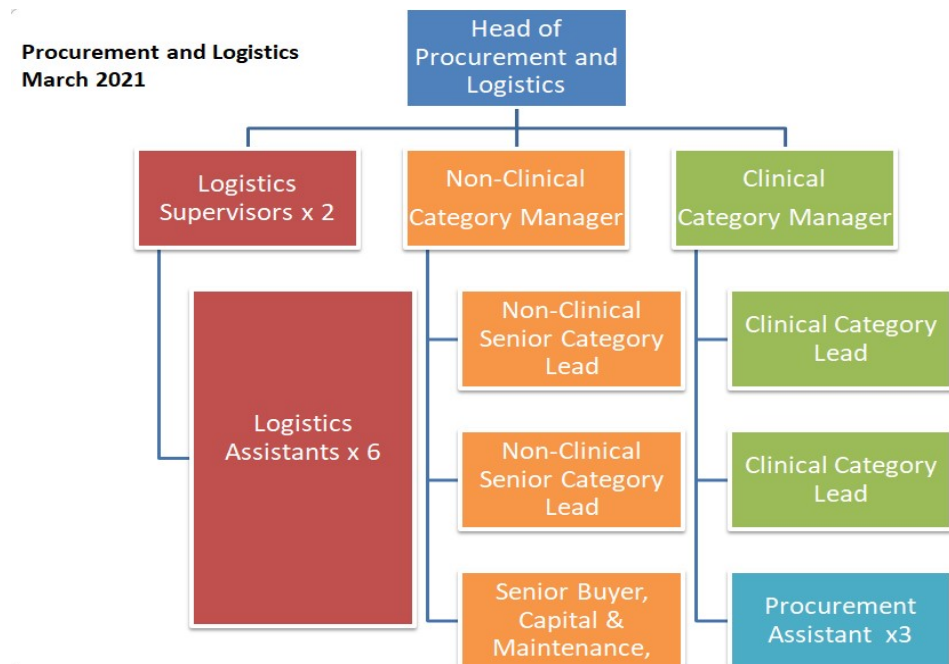 Procurement and Logistics
March 2021
Head of
Procurement and
Logistics
Logistics
Supervisors x 2
Non-Clinical
Category Manager
Clinical
Category Manager
Logistics
Assistants x 6
Non-Clinical
Senior Category
Lead
Clinical Category
Lead
Non-Clinical
Senior Category
Lead
Clinical Category
Lead
Senior Buyer,
Capital &
Maintenance,
Procurement
Assistant  x3